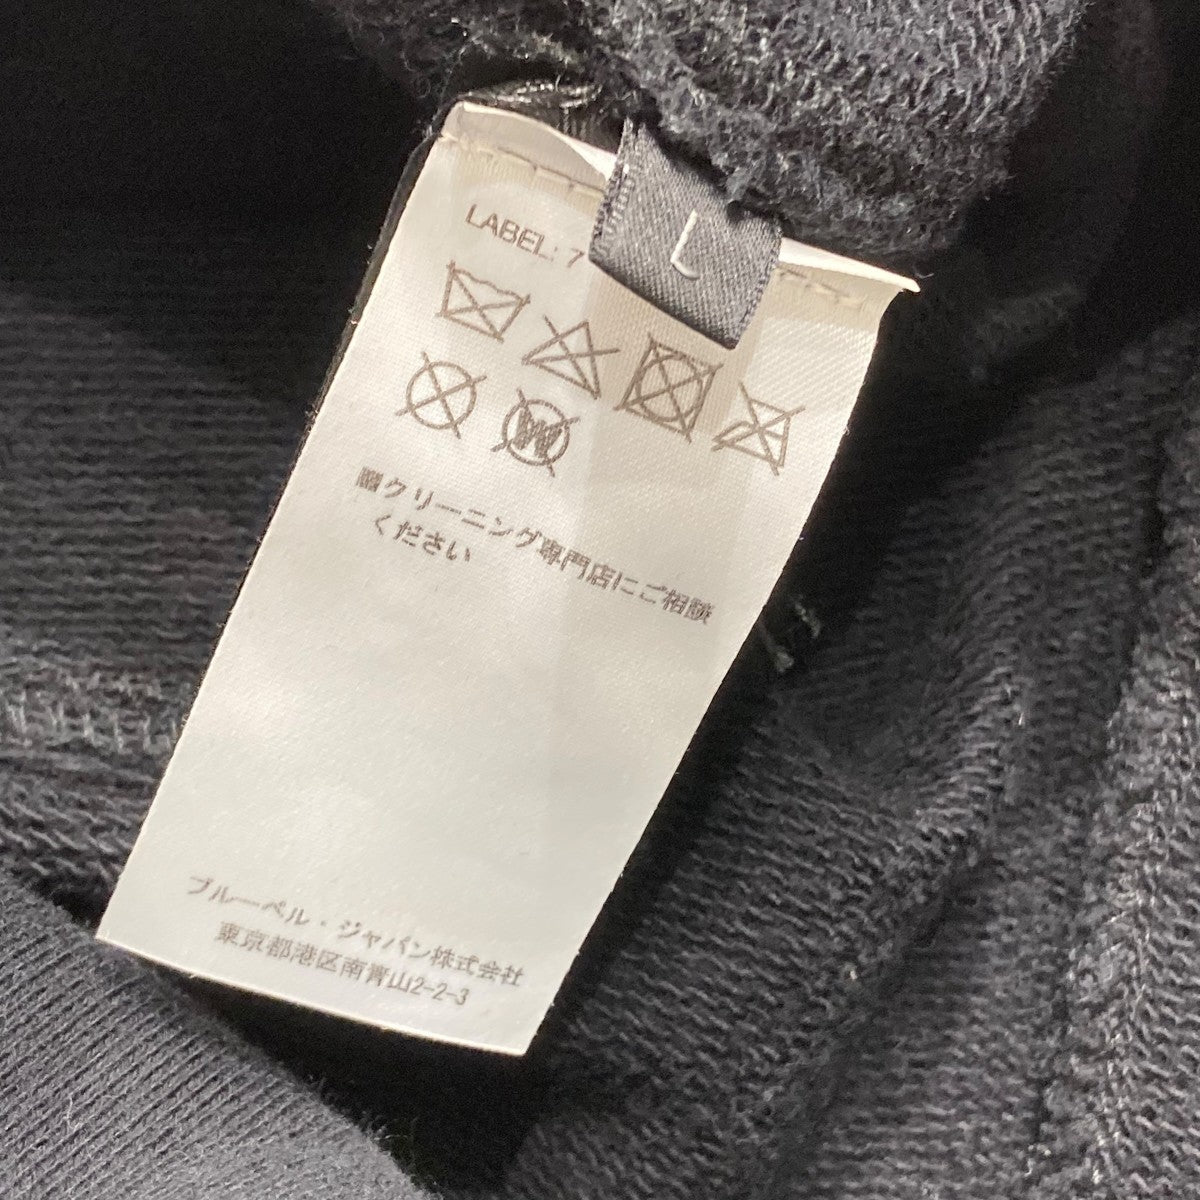 L
LABEL: 7
W
クリーニング専門店にご相談
ください
ブルーベル・ジャパン株式会社
東京都港区南青山2-2-3